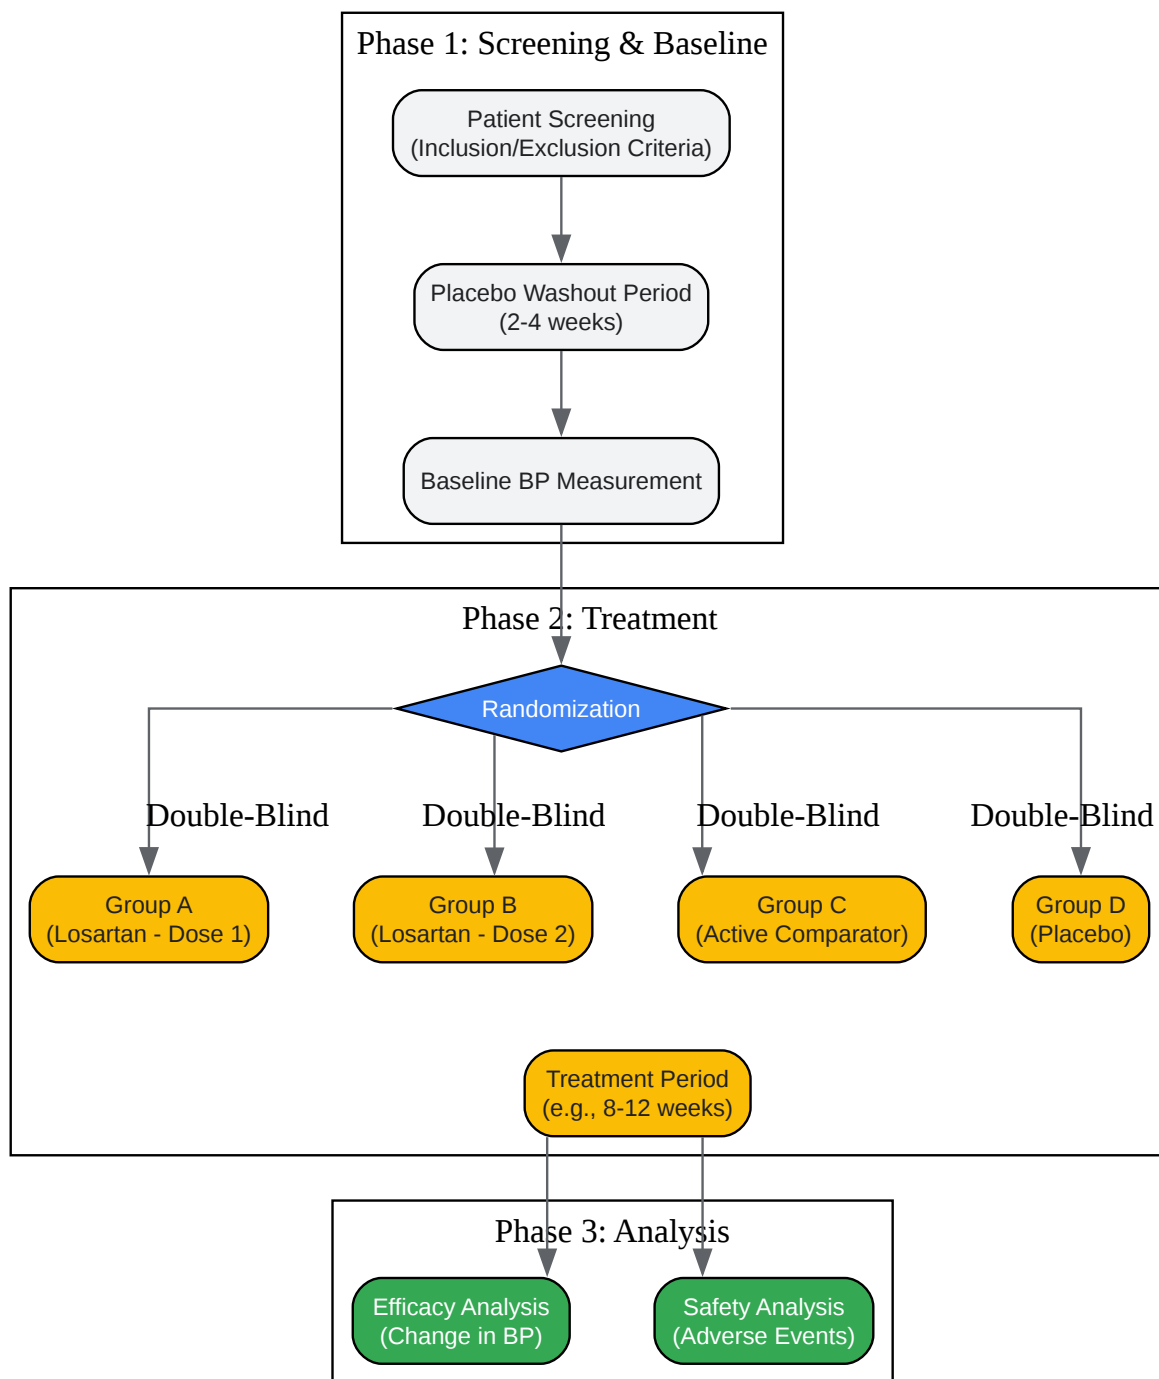 Phase 1: Screening & Baseline
Patient Screening
(Inclusion/Exclusion Criteria)
Placebo Washout Period
(2-4 weeks)
Baseline BP Measurement
Phase 2: Treatment
Randomization
Double-Blind
Double-Blind
Double-Blind
Double-Blind
Group A
(Losartan - Dose 1)
Group B
(Losartan - Dose 2)
Group C
(Active Comparator)
Group D
(Placebo)
Treatment Period
(e.g., 8-12 weeks)
Phase 3: Analysis
Efficacy Analysis
(Change in BP)
Safety Analysis
(Adverse Events)